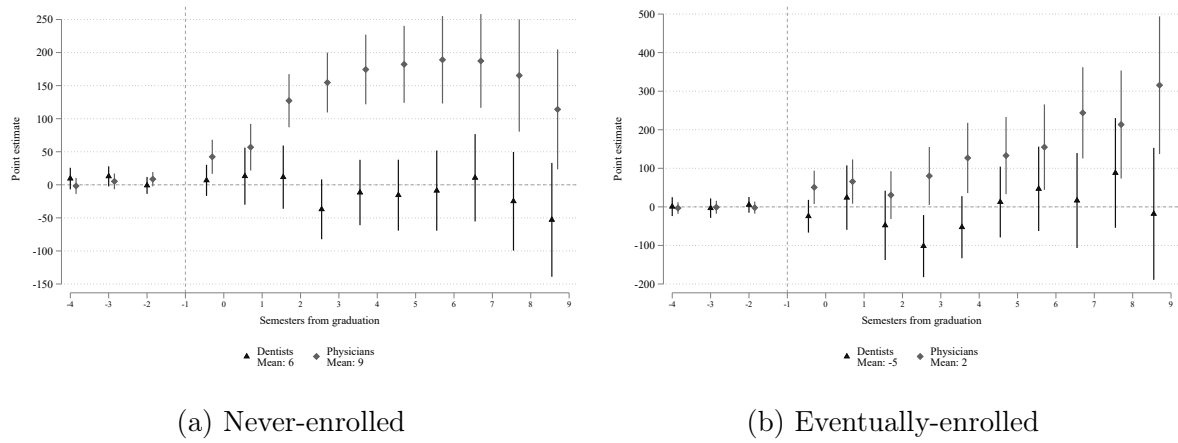 250
200
150
100
50
0
-50
-100
-150
Point estimate
-4 -3 -2 -1 0 1 2 3 4 5 6 7 8 9
Semesters from graduation
Dentists Physicians
Mean: 6 Mean: 9
(a) Never-enrolled
500
400
300
200
100
0
-100
-200
Point estimate
-4 -3 -2 -1 0 1 2 3 4 5 6 7 8 9
Semesters from graduation
Dentists Physicians
Mean: -5 Mean: 2
(b) Eventually-enrolled